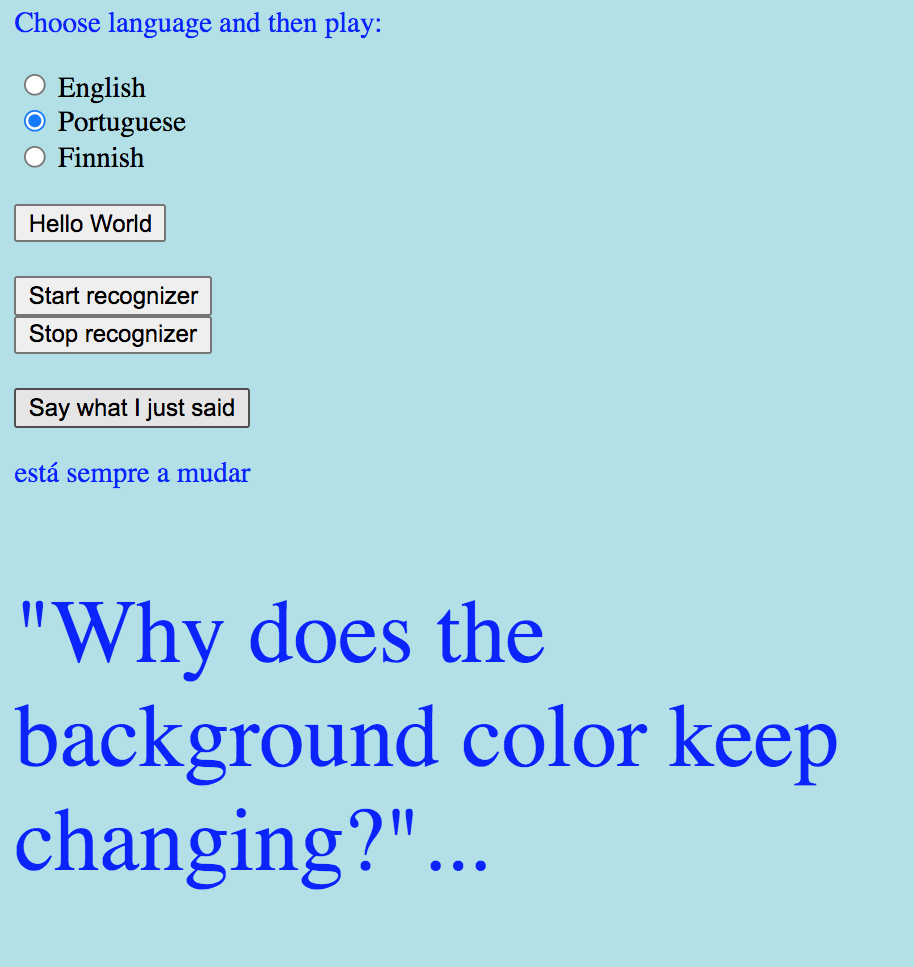 Choose language and then play:
English
Portuguese
Finnish
Hello World
Start recognizer
Stop recognizer
Say what I just said
está sempre a mudar
"Why does the
background color keep
changing?"...